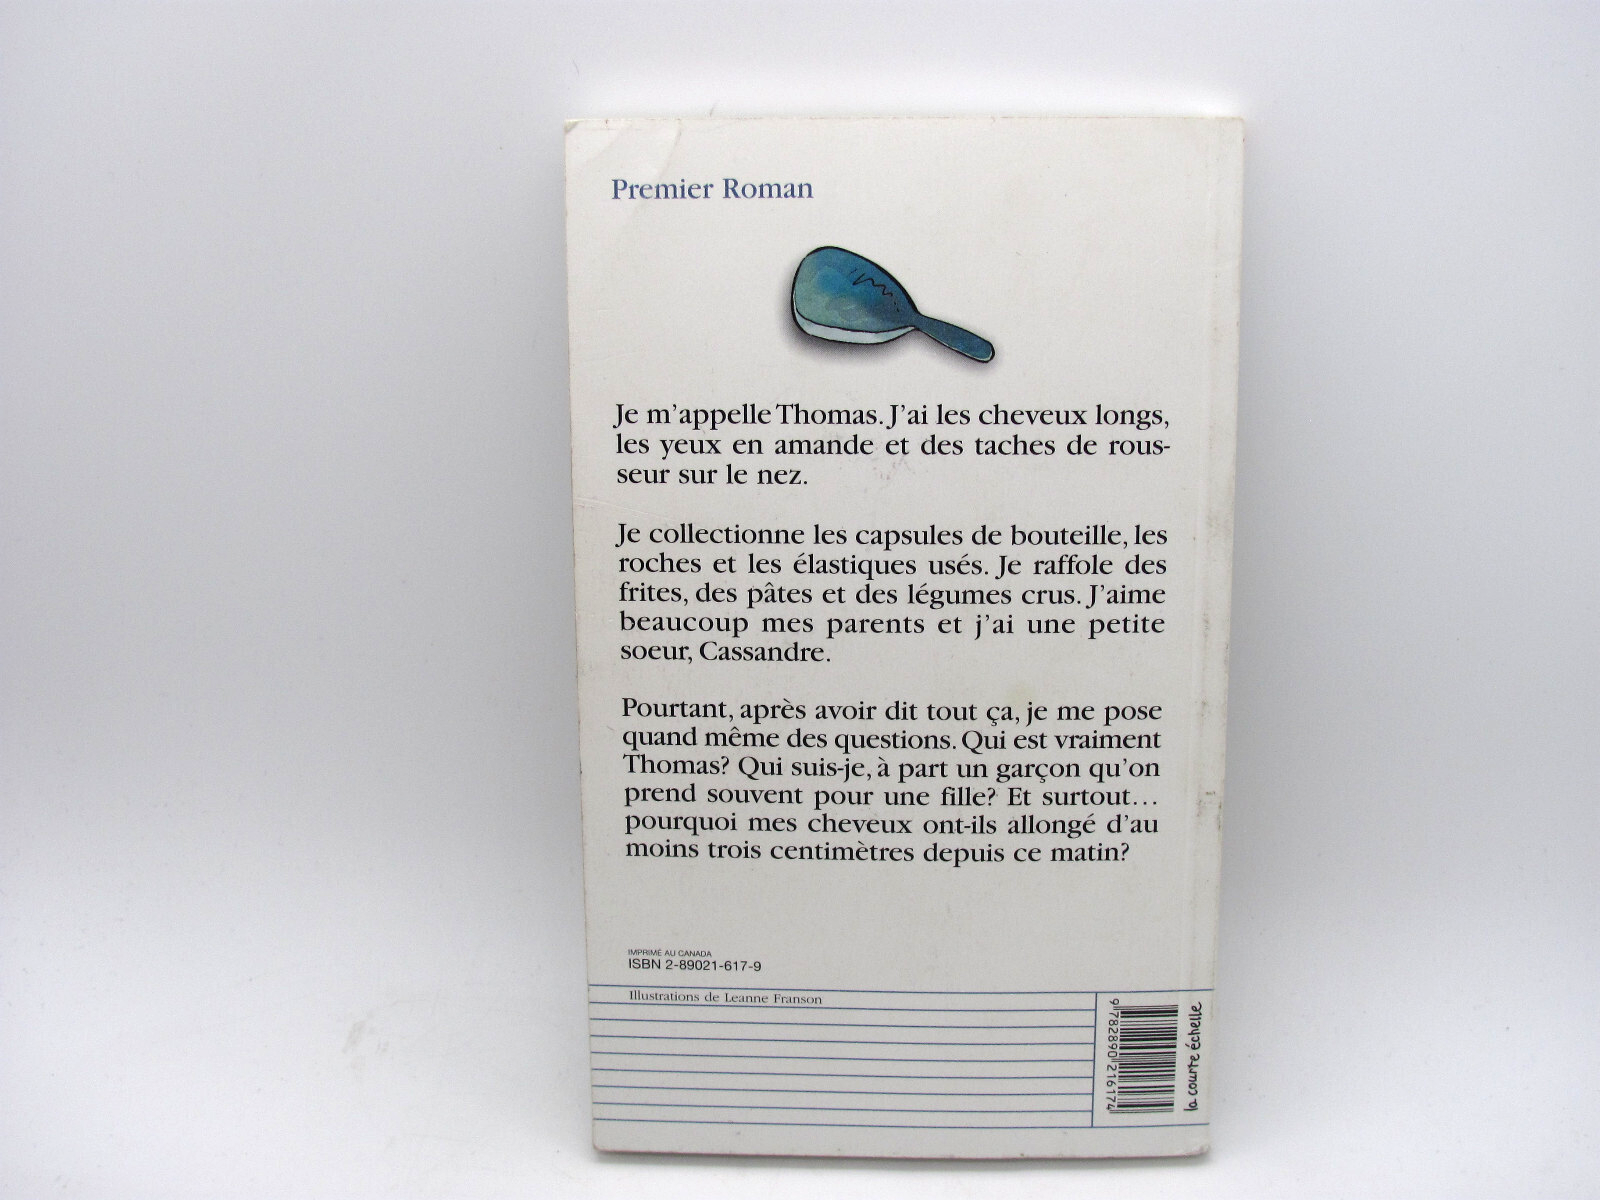 Premier Roman
Je m'appelle Thomas. J'ai les cheveux longs,
les yeux en amande et des taches de rous-
seur sur le nez.
Je collectionne les capsules de bouteille, les
roches et les élastiques usés. Je raffole des
frites, des pâtes et des légumes crus. J'aime
beaucoup mes parents et j'ai une petite
soeur, Cassandre.
Pourtant, après avoir dit tout ça, je me pose
quand même des questions. Qui est vraiment
Thomas? Qui suis-je, à part un garçon qu'on
prend souvent pour une fille? Et surtout...
pourquoi mes cheveux ont-ils allongé d'au
moins trois centimètres depuis ce matin?
IMPRIMÉ AU CANADA
ISBN 2-89021-617-9
Illustrations de Leanne Franson
9 782890 216174
la courte échelle